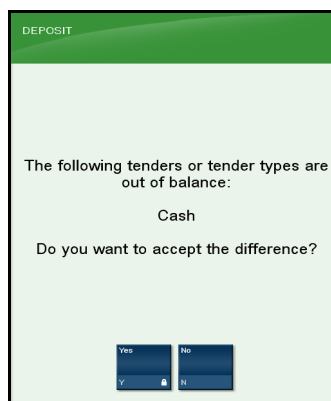 DEPOSIT
The following tenders or tender types are
out of balance:
Cash
Do you want to accept the difference?
Yes No
Y N